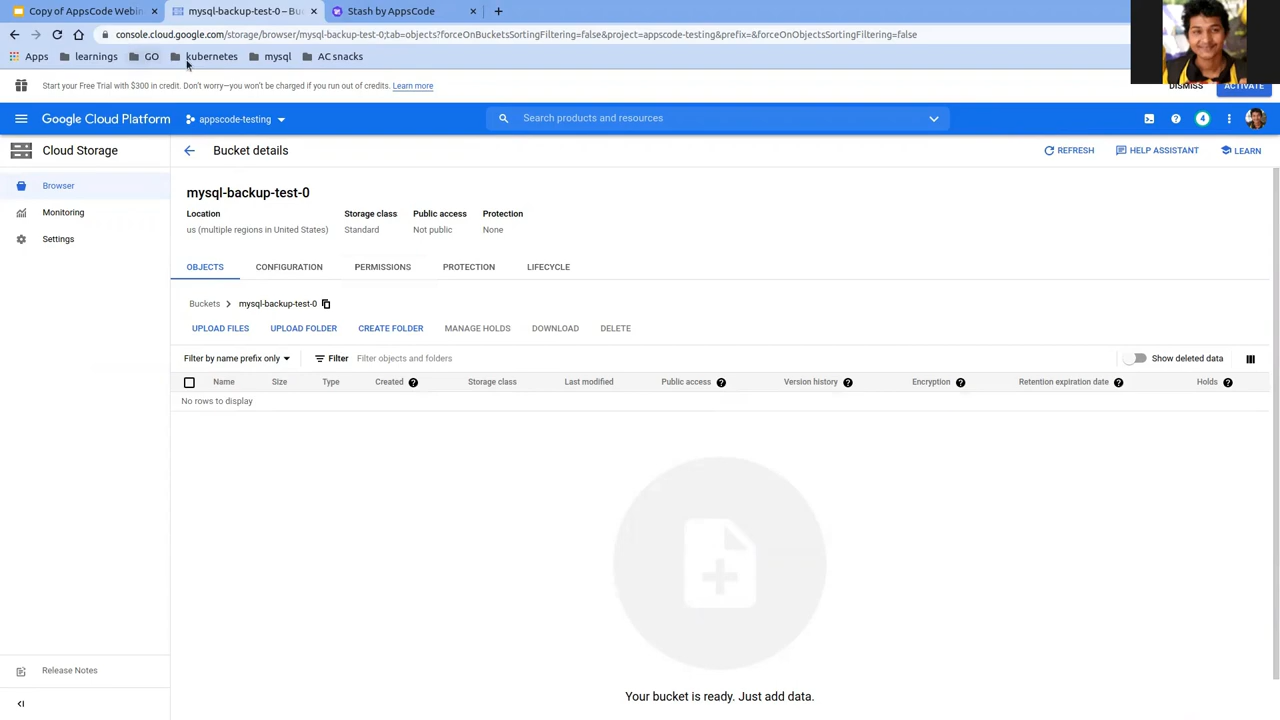 Copy of AppsCode Webin
mysql-backup-test-0 – Bu
Stash by AppsCode
console.cloud.google.com/storage/browser/mysql-backup-test-0;tab=objects?forceOnBucketsSortingFiltering=false&project=appscode-testing&prefix=&forceOnObjectsSortingFiltering=false
Apps learnings GO kubernetes mysql AC snacks
Start your Free Trial with $300 in credit. Don't worry—you won't be charged if you run out of credits. Learn more
DISMISS ACTIVATE
Google Cloud Platform appscode-testing Search products and resources 4
Cloud Storage
Bucket details
REFRESH HELP ASSISTANT LEARN
Browser
Monitoring
Settings
mysql-backup-test-0
Location Storage class Public access Protection
us (multiple regions in United States) Standard Not public None
OBJECTS CONFIGURATION PERMISSIONS PROTECTION LIFECYCLE
Buckets mysql-backup-test-0
UPLOAD FILES UPLOAD FOLDER CREATE FOLDER MANAGE HOLDS DOWNLOAD DELETE
Filter by name prefix only Filter Filter objects and folders Show deleted data
Name Size Type Created Storage class Last modified Public access Version history Encryption Retention expiration date Holds
No rows to display
Your bucket is ready. Just add data.
Release Notes